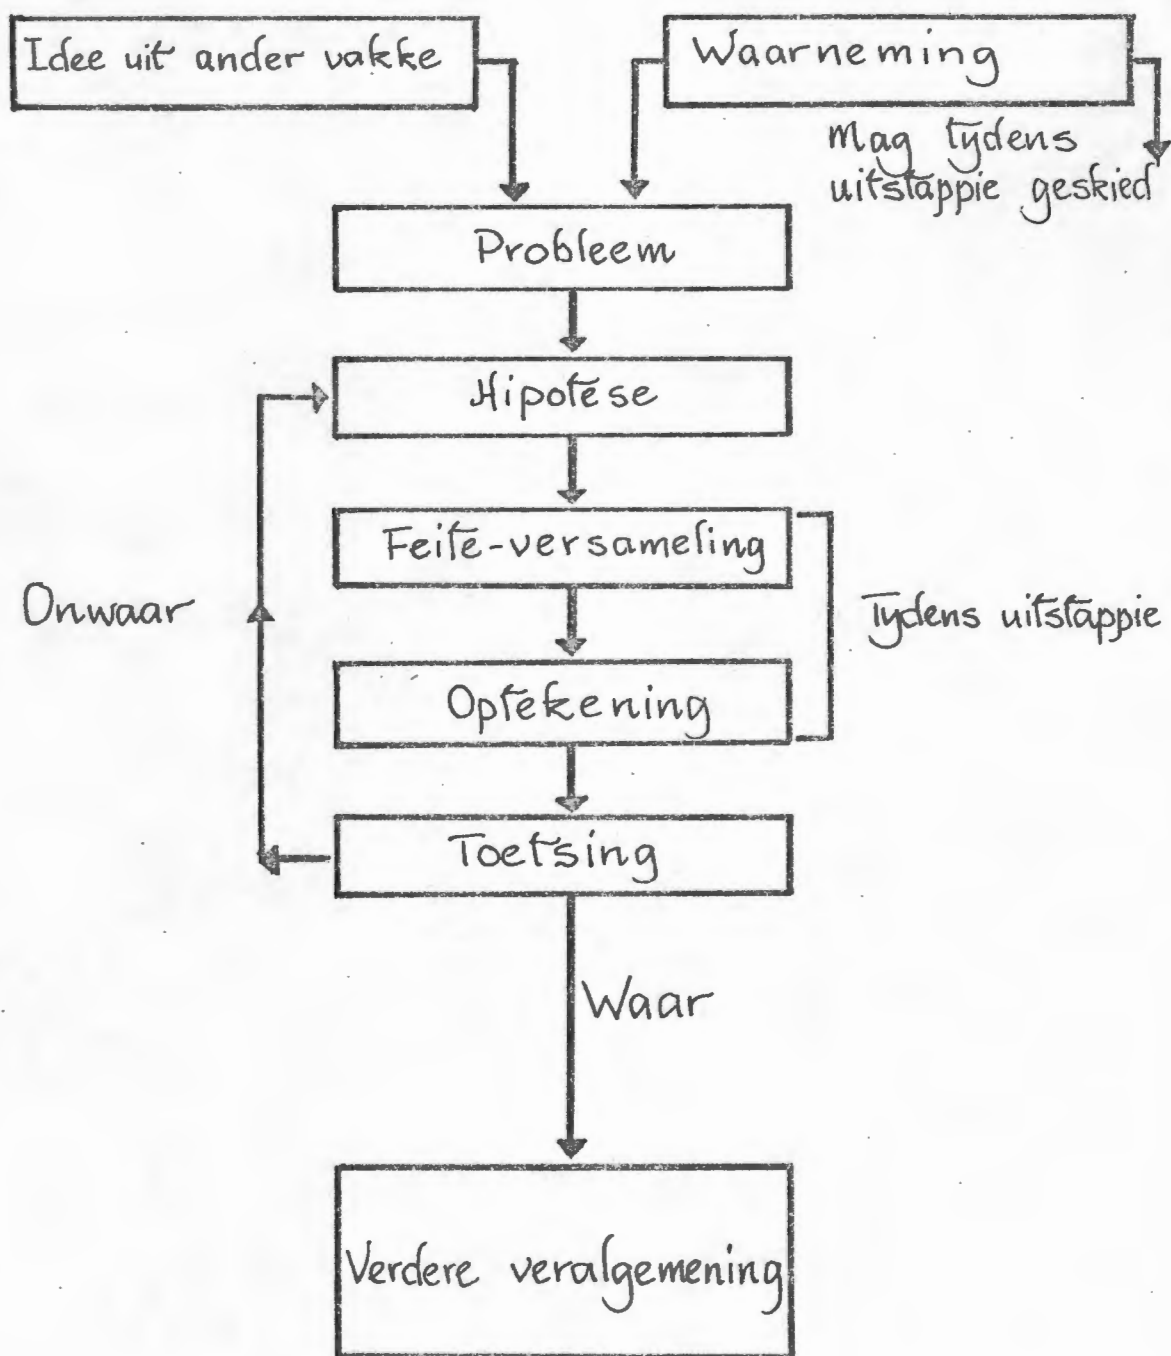 Idee uit ander vakke
Waarneming
Mag tydens
uitstappie geskied
Probleem
Hipotese
Feite-versameling
Onwaar
Tydens uitstappie
Optekening
Toetsing
Waar
Verdere veralgemening